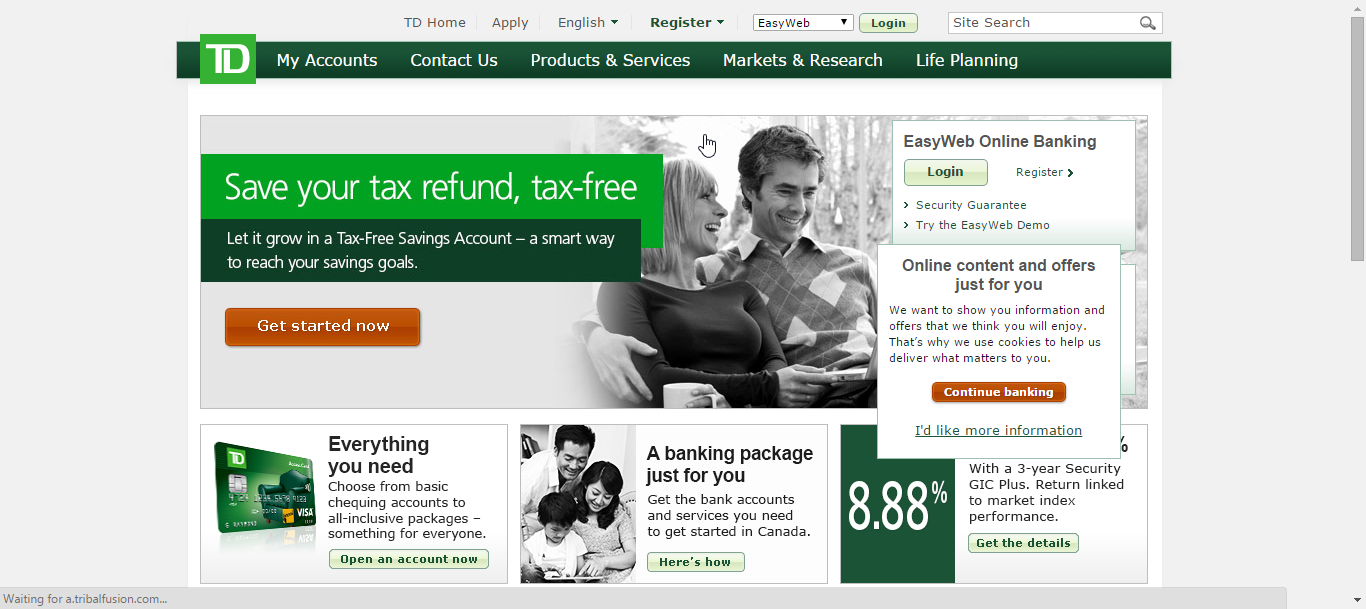 TD Home
Apply
English
Register
EasyWeb
Login
Site Search
TD
My Accounts
Contact Us
Products & Services
Markets & Research
Life Planning
Save your tax refund, tax-free
Let it grow in a Tax-Free Savings Account – a smart way
to reach your savings goals.
Get started now
EasyWeb Online Banking
Login
Register
Security Guarantee
Try the EasyWeb Demo
Online content and offers
just for you
We want to show you information and
offers that we think you will enjoy.
That's why we use cookies to help us
deliver what matters to you.
Continue banking
I'd like more information
TD
VISA
Everything
you need
Choose from basic
chequing accounts to
all-inclusive packages –
something for everyone.
Open an account now
A banking package
just for you
Get the bank accounts
and services you need
to get started in Canada.
Here's how
8.88%
%
With a 3-year Security
GIC Plus. Return linked
to market index
performance.
Get the details
Waiting for a.tribalfusion.com...